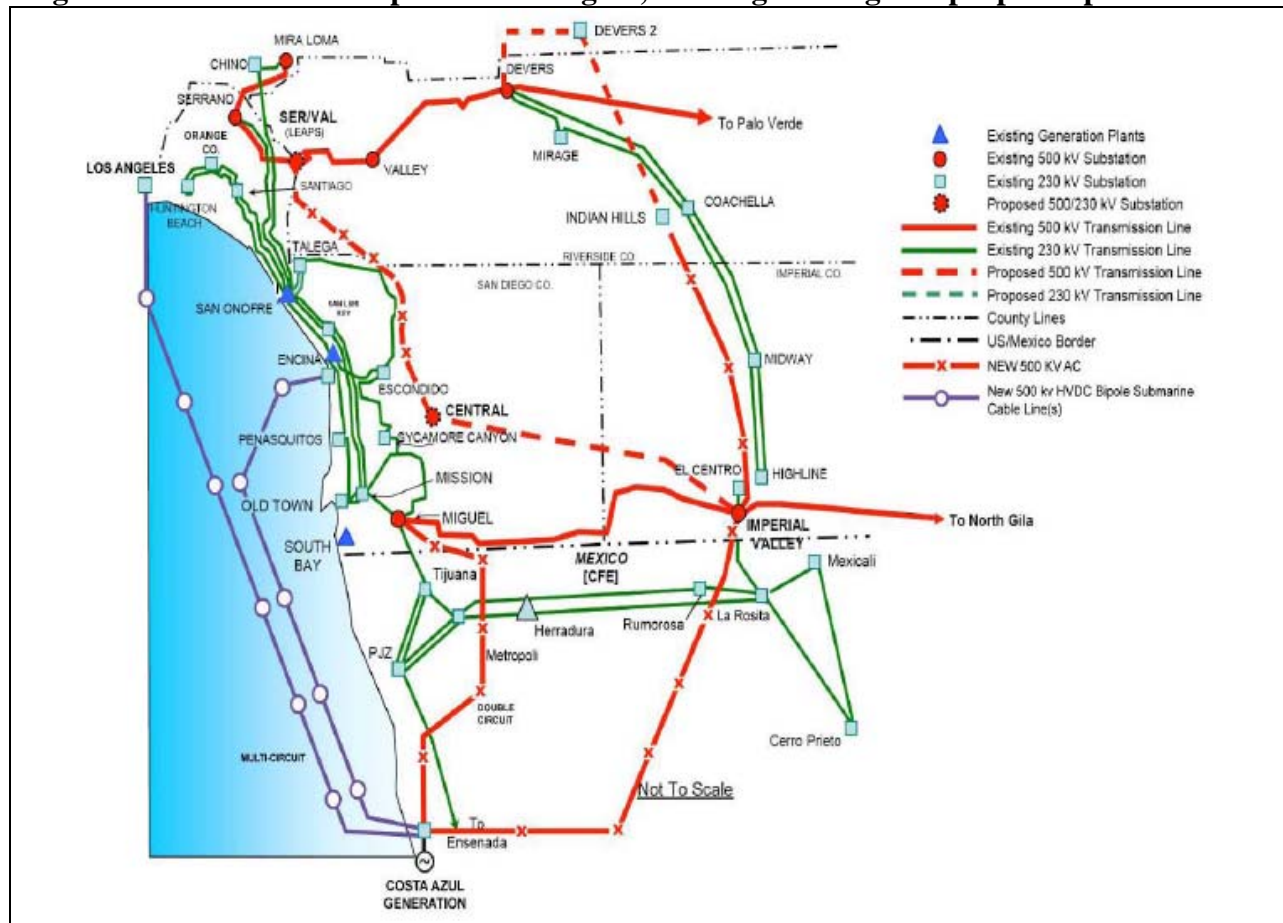 MIRA LOMA
CHINO
DEVERS 2
DEVERS
SERRANO
SER/VAL
(LEAPS)
To Palo Verde
ORANGE
CO.
MIRAGE
LOS ANGELES
VALLEY
SANTIAGO
HUNTINGTON
BEACH
COACHELLA
INDIAN HILLS
TALEGA
RIVERSIDE CO.
SAN DIEGO CO.
IMPERIAL CO.
SAN ONOFRE
ENCINA
ESCONDIDO
MIDWAY
CENTRAL
PENASQUITOS
SYCAMORE CANYON
EL CENTRO
HIGHLINE
MISSION
OLD TOWN
MIGUEL
To North Gila
IMPERIAL
VALLEY
SOUTH
BAY
MEXICO
[CFE]
Mexicali
Tijuana
Rumorosa
La Rosita
Herradura
PJZ
Metropoli
DOUBLE
CIRCUIT
Cerro Prieto
MULTI-CIRCUIT
Not To Scale
To
Ensenada
COSTA AZUL
GENERATION
Existing Generation Plants
Existing 500 kV Substation
Existing 230 kV Substation
Proposed 500/230 kV Substation
Existing 500 kV Transmission Line
Existing 230 kV Transmission Line
Proposed 500 kV Transmission Line
Proposed 230 kV Transmission Line
County Lines
US/Mexico Border
NEW 500 KV AC
New 500 kv HVDC Bipole Submarine
Cable Line(s)